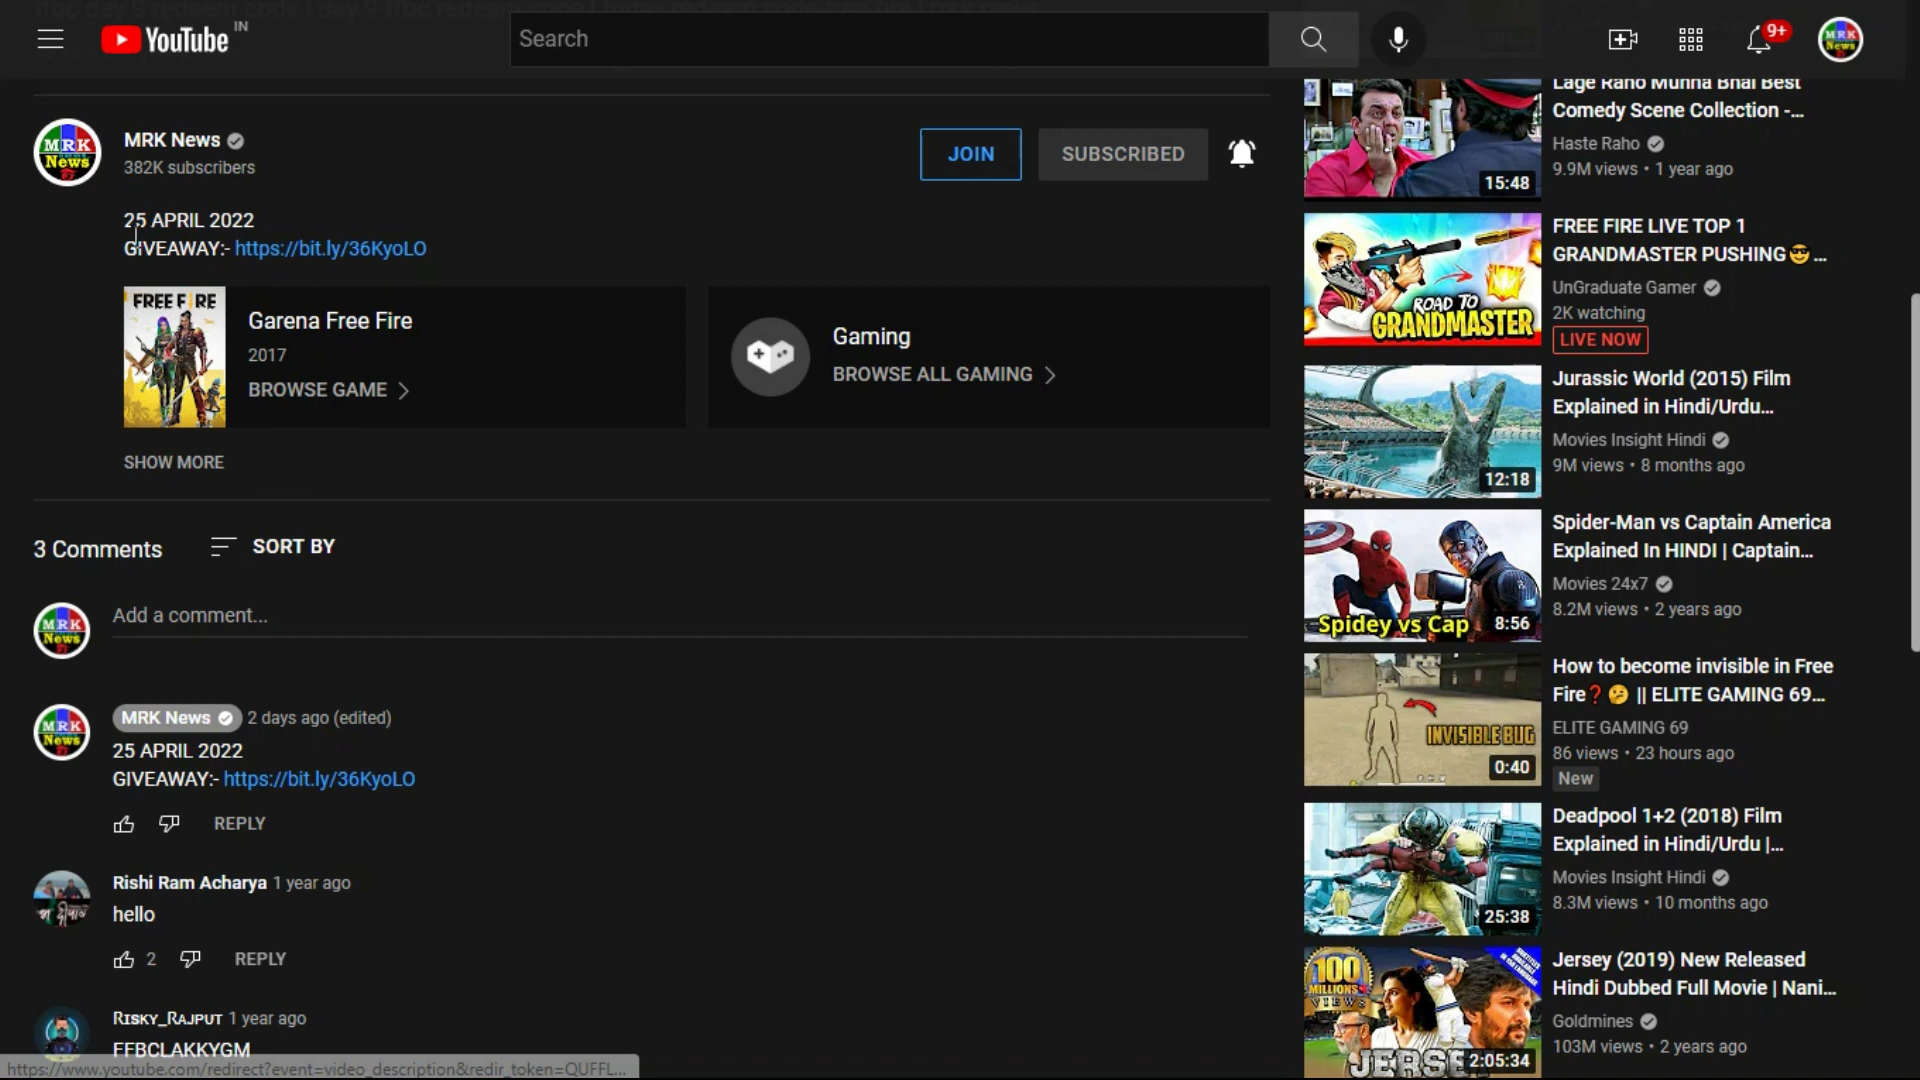 YouTube IN
Search
9+
MRK News
MRK News
382K subscribers
JOIN
SUBSCRIBED
25 APRIL 2022
GIVEAWAY:- https://bit.ly/36KyoLO
FREE FIRE
Garena Free Fire
2017
BROWSE GAME
Gaming
BROWSE ALL GAMING
SHOW MORE
3 Comments
SORT BY
MRK News
Add a comment...
MRK News
MRK News 2 days ago (edited)
25 APRIL 2022
GIVEAWAY:- https://bit.ly/36KyoLO
REPLY
Rishi Ram Acharya 1 year ago
hello
2 REPLY
Risky_Rajput 1 year ago
FFBCLAKKYGM
https://www.youtube.com/redirect?event=video_description&redir_token=QUFFL...
MRK News
Lage Raho Munna Bhai Best
Comedy Scene Collection -...
Haste Raho
9.9M views • 1 year ago
15:48
FREE FIRE LIVE TOP 1
GRANDMASTER PUSHING😎 ...
UnGraduate Gamer
2K watching
LIVE NOW
ROAD TO
GRANDMASTER
Jurassic World (2015) Film
Explained in Hindi/Urdu...
Movies Insight Hindi
9M views • 8 months ago
12:18
Spider-Man vs Captain America
Explained In HINDI | Captain...
Movies 24x7
8.2M views • 2 years ago
Spidey vs Cap 8:56
How to become invisible in Free
Fire❓🤔 || ELITE GAMING 69...
ELITE GAMING 69
86 views • 23 hours ago
New
INVISIBLE BUG
0:40
Deadpool 1+2 (2018) Film
Explained in Hindi/Urdu |...
Movies Insight Hindi
8.3M views • 10 months ago
25:38
Jersey (2019) New Released
Hindi Dubbed Full Movie | Nani...
Goldmines
103M views • 2 years ago
100
MILLIONS
VIEWS
JERSEY
2:05:34